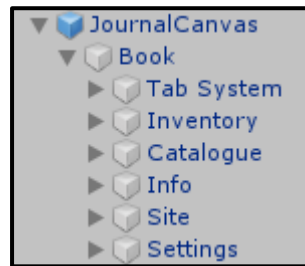 JournalCanvas
Book
Tab System
Inventory
Catalogue
Info
Site
Settings